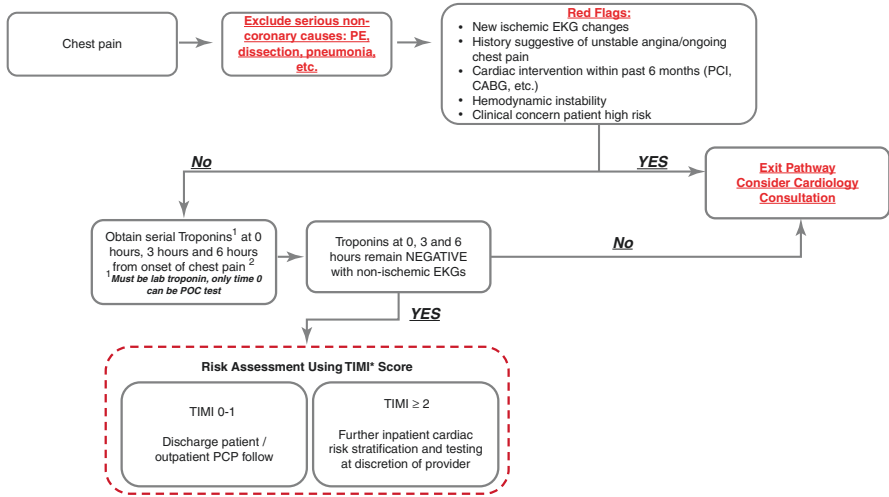 Chest pain
Exclude serious non-
coronary causes: PE,
dissection, pneumonia,
etc.
Red Flags:
• New ischemic EKG changes
• History suggestive of unstable angina/ongoing
chest pain
• Cardiac intervention within past 6 months (PCI,
CABG, etc.)
• Hemodynamic instability
• Clinical concern patient high risk
No
YES
Exit Pathway
Consider Cardiology
Consultation
Obtain serial Troponins¹ at 0
hours, 3 hours and 6 hours
from onset of chest pain ²
¹Must be lab troponin, only time 0
can be POC test
Troponins at 0, 3 and 6
hours remain NEGATIVE
with non-ischemic EKGs
No
YES
Risk Assessment Using TIMI* Score
TIMI 0-1
Discharge patient /
outpatient PCP follow
TIMI ≥ 2
Further inpatient cardiac
risk stratification and testing
at discretion of provider